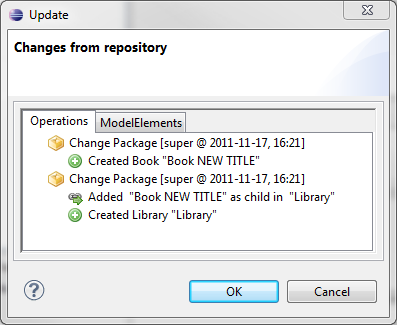 Update
Changes from repository
Operations
ModelElements
Change Package [super @ 2011-11-17, 16:21]
Created Book "Book NEW TITLE"
Change Package [super @ 2011-11-17, 16:21]
Added  "Book NEW TITLE" as child in  "Library"
Created Library "Library"
?
OK
Cancel